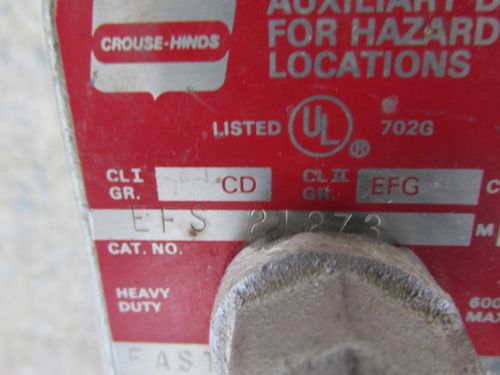 AUXILIARY D
FOR HAZARD
LOCATIONS
CROUSE-HINDS
LISTED UL ® 702G
CL I GR. CD CL II GR. EFG C
EFS 21273 M
CAT. NO.
HEAVY DUTY
600
MAX
EAST